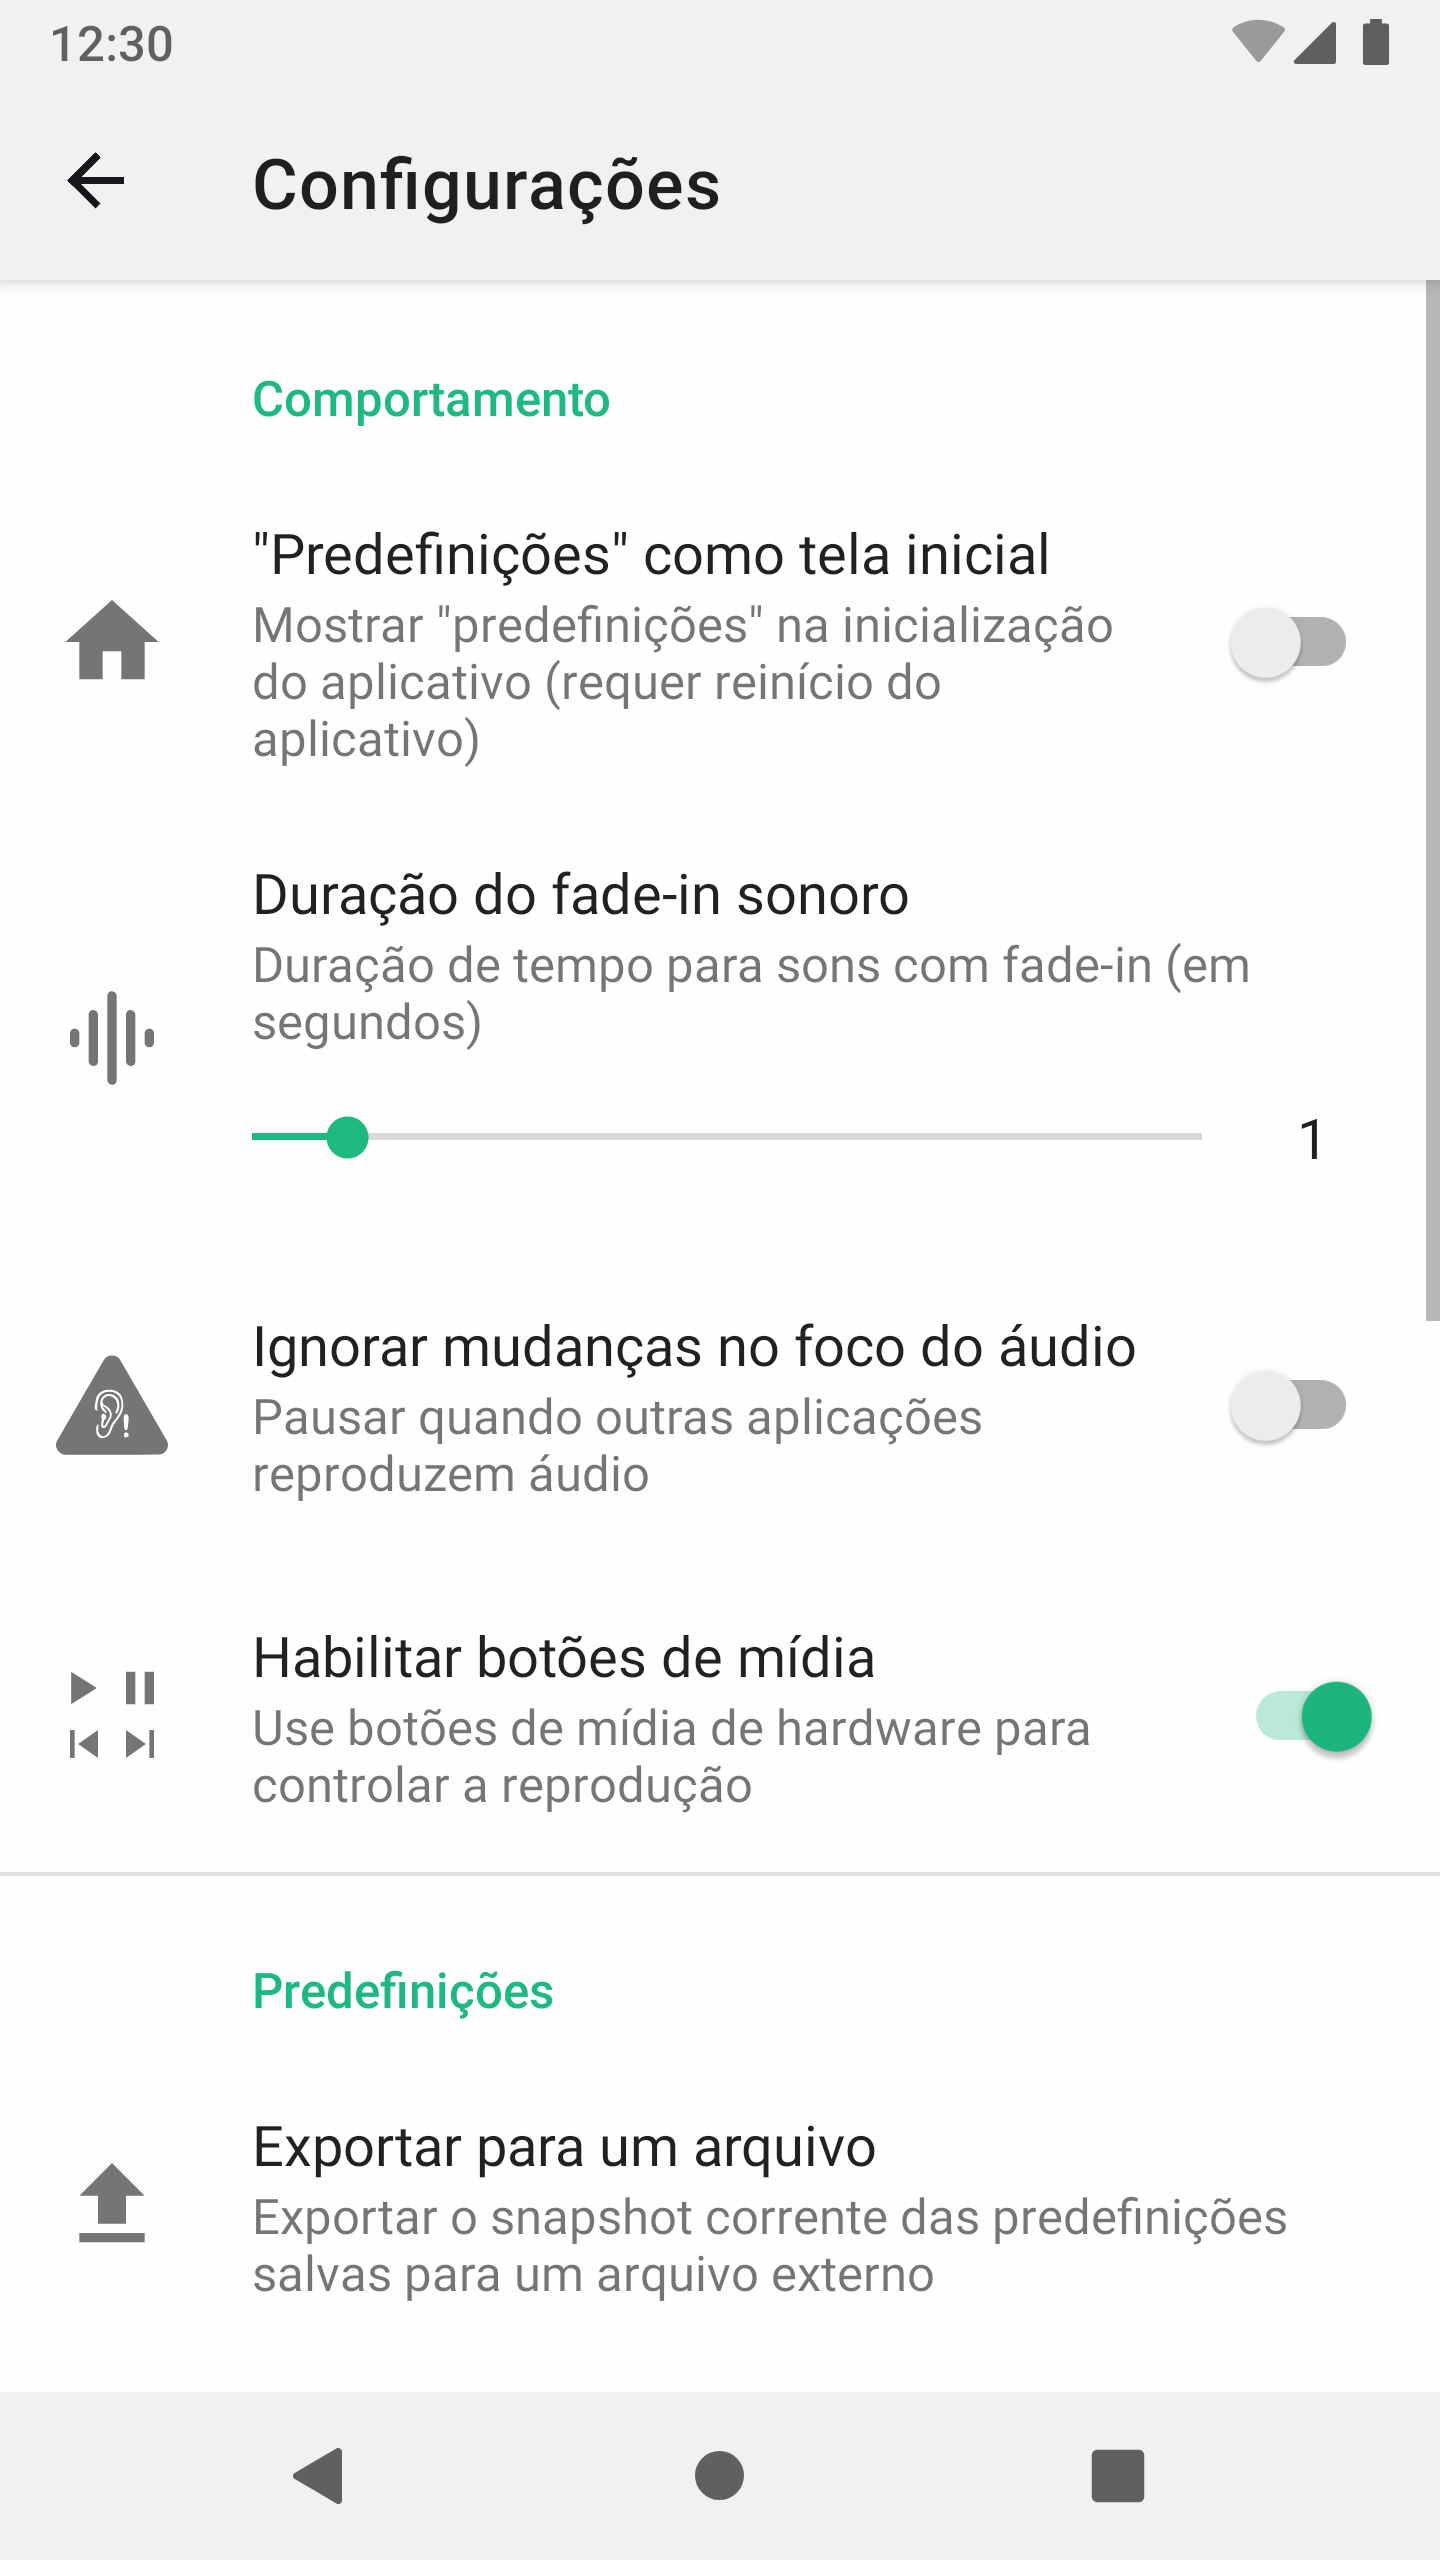 12:30
Configurações
Comportamento
"Predefinições" como tela inicial
Mostrar "predefinições" na inicialização
do aplicativo (requer reinício do
aplicativo)
Duração do fade-in sonoro
Duração de tempo para sons com fade-in (em
segundos)
1
Ignorar mudanças no foco do áudio
Pausar quando outras aplicações
reproduzem áudio
Habilitar botões de mídia
Use botões de mídia de hardware para
controlar a reprodução
Predefinições
Exportar para um arquivo
Exportar o snapshot corrente das predefinições
salvas para um arquivo externo